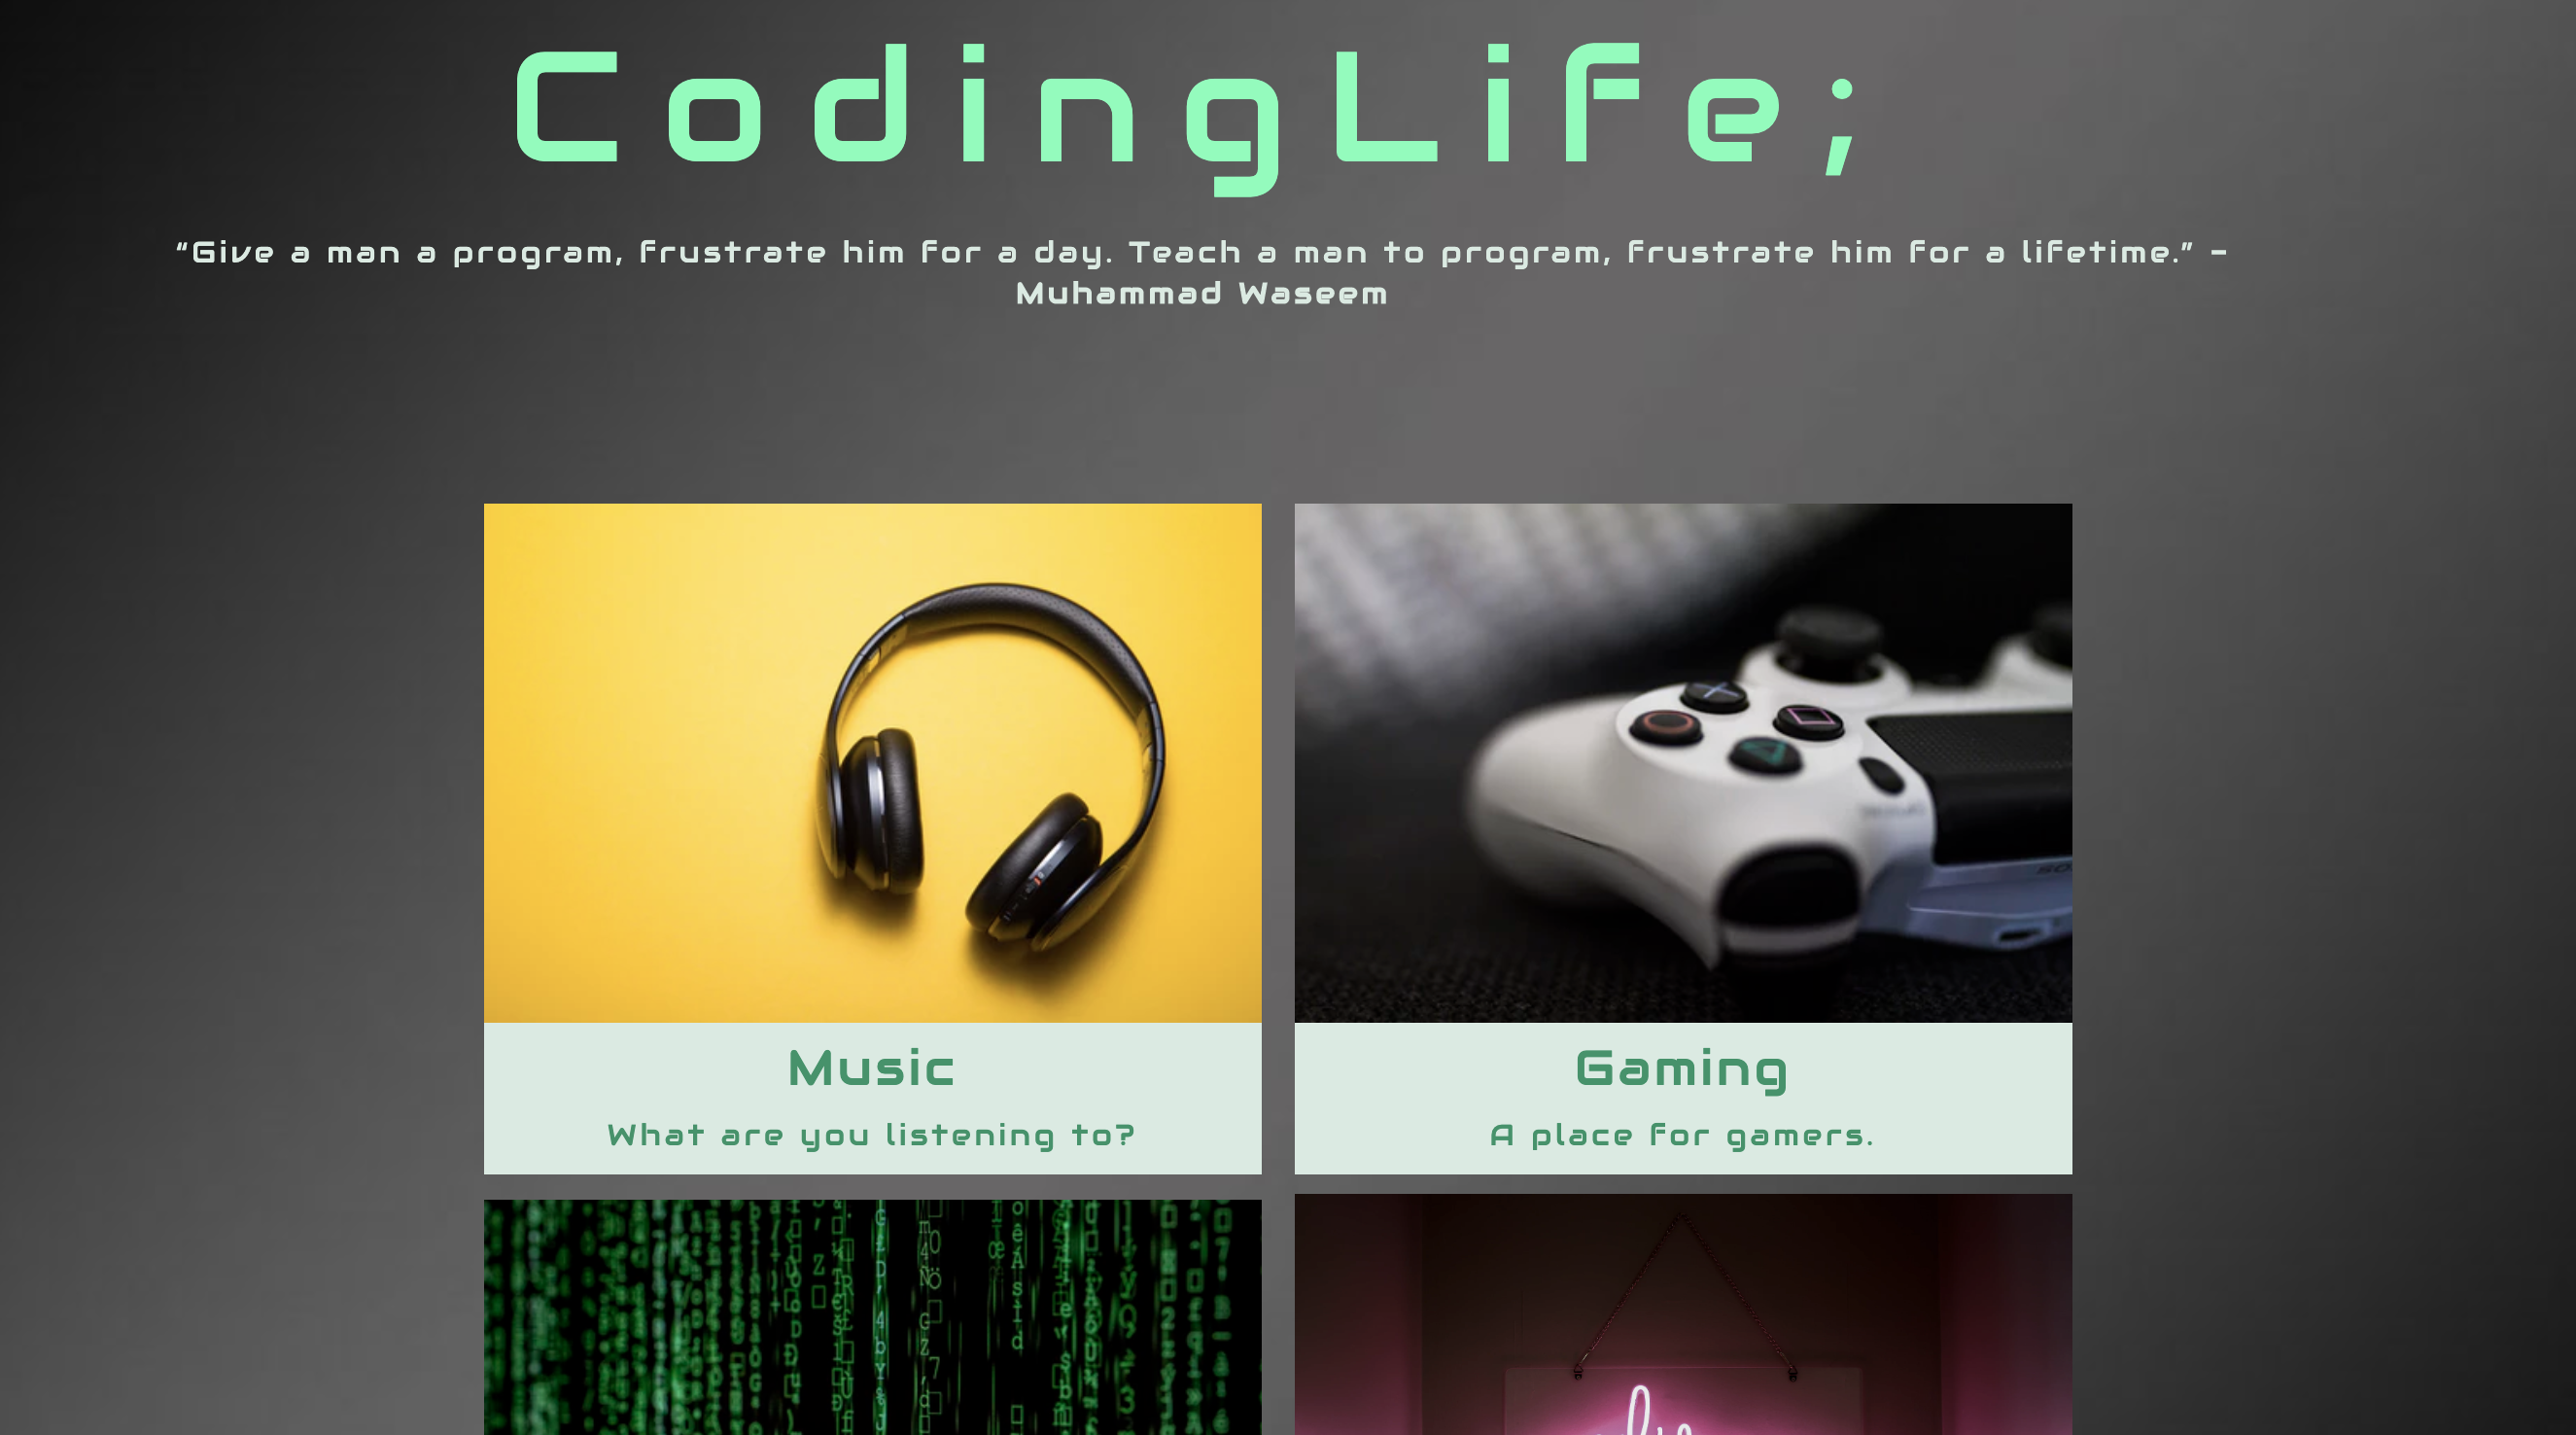 CodingLife;
“Give a man a program, frustrate him for a day. Teach a man to program, frustrate him for a lifetime.” -
Muhammad Waseem
Music
What are you listening to?
Gaming
A place for gamers.